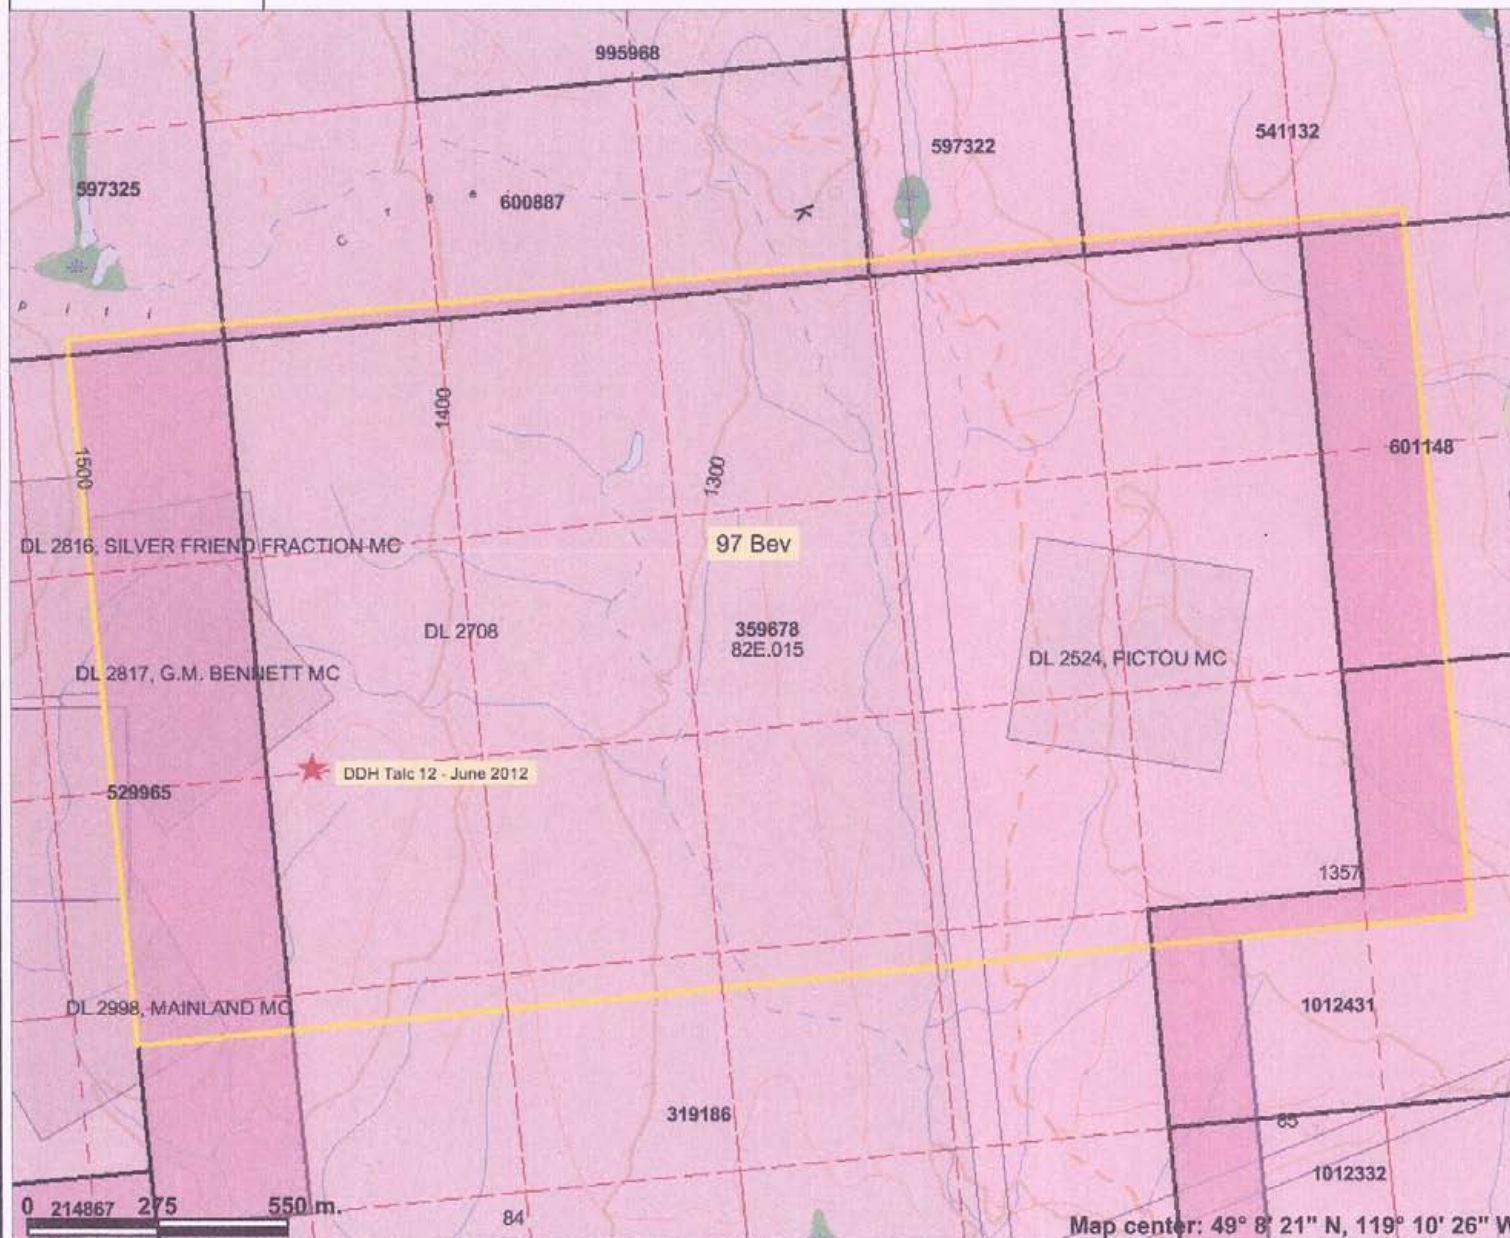 995968
541132
597322
597325
600887
C r e e K
p i t i
1400
1500
601148
1300
97 Bev
DL 2816, SILVER FRIEND FRACTION MC
DL 2708
359678
82E.015
DL 2524, PICTOU MC
DL 2817, G.M. BENNETT MC
DDH Talc 12 - June 2012
529965
1357
DL 2998, MAINLAND MC
1012431
319186
85
1012332
0 214867 275 550 m.
84
Map center: 49° 8' 21" N, 119° 10' 26" W